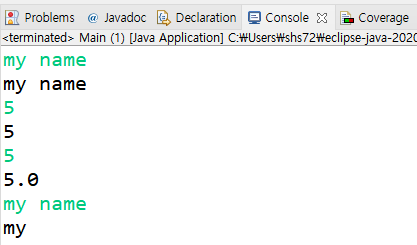 Problems @ Javadoc Declaration Console Coverage
<terminated> Main (1) [Java Application] C:₩Users₩shs72₩eclipse-java-2020
my name
my name
5
5
5
5.0
my name
my